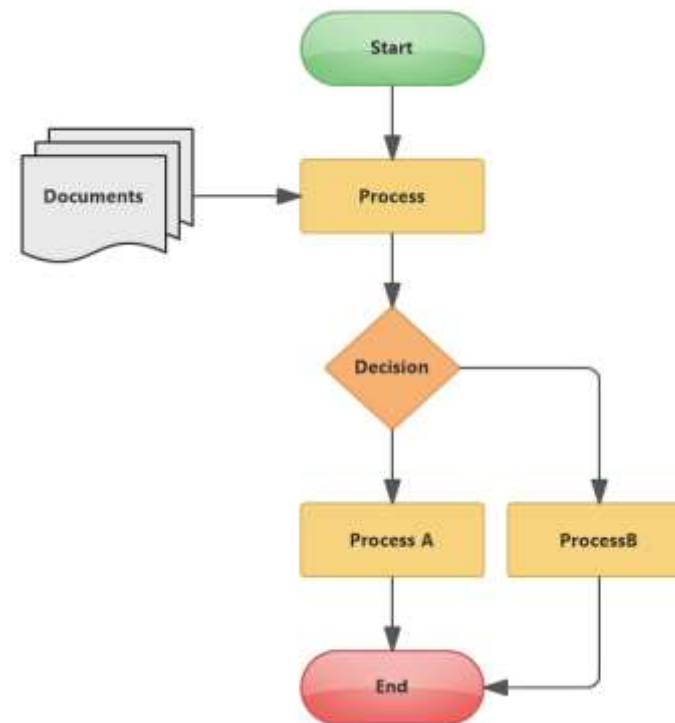 Start
Documents
Process
Decision
Process A
ProcessB
End